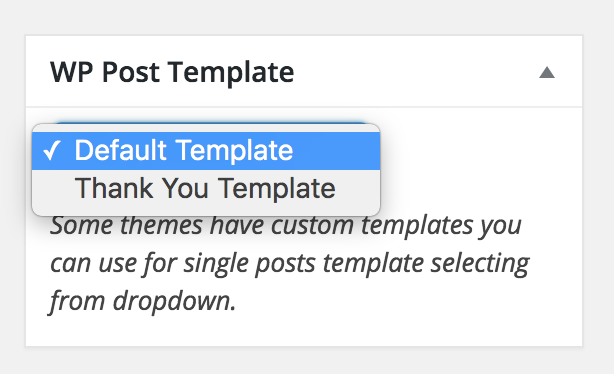 WP Post Template
Default Template
Thank You Template
Some themes have custom templates you
can use for single posts template selecting
from dropdown.